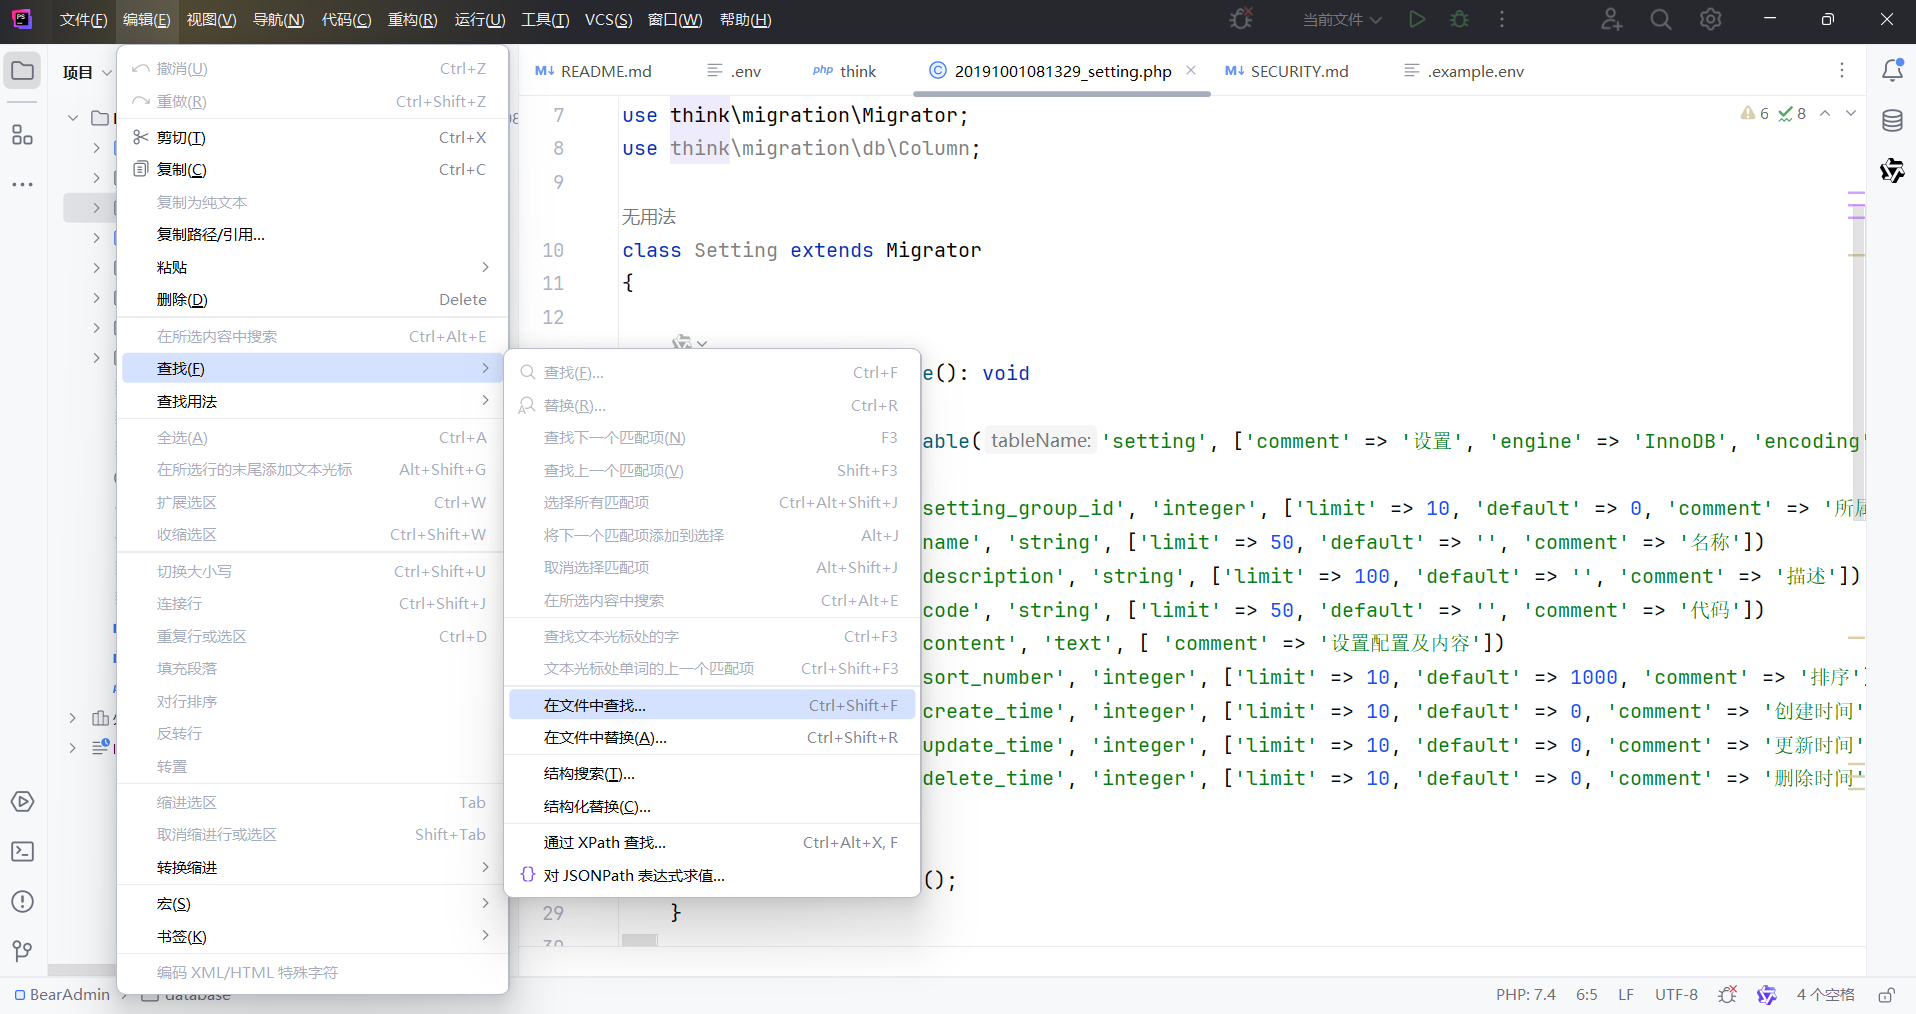 文件(F) 编辑(E) 视图(V) 导航(N) 代码(C) 重构(R) 运行(U) 工具(T) VCS(S) 窗口(W) 帮助(H) 当前文件
项目
README.md .env php think 20191001081329_setting.php SECURITY.md .example.env
撤消(U) Ctrl+Z
重做(R) Ctrl+Shift+Z
剪切(T) Ctrl+X
复制(C) Ctrl+C
复制为纯文本
复制路径/引用...
粘贴
删除(D) Delete
在所选内容中搜索 Ctrl+Alt+E
查找(F)
查找用法
全选(A) Ctrl+A
在所选行的末尾添加文本光标 Alt+Shift+G
扩展选区 Ctrl+W
收缩选区 Ctrl+Shift+W
切换大小写 Ctrl+Shift+U
连接行 Ctrl+Shift+J
重复行或选区 Ctrl+D
填充段落
对行排序
反转行
转置
缩进选区 Tab
取消缩进行或选区 Shift+Tab
转换缩进
宏(S)
书签(K)
编码 XML/HTML 特殊字符
查找(F)... Ctrl+F
替换(R)... Ctrl+R
查找下一个匹配项(N) F3
查找上一个匹配项(V) Shift+F3
选择所有匹配项 Ctrl+Alt+Shift+J
将下一个匹配项添加到选择 Alt+J
取消选择匹配项 Alt+Shift+J
在所选内容中搜索 Ctrl+Alt+E
查找文本光标处的字 Ctrl+F3
文本光标处单词的上一个匹配项 Ctrl+Shift+F3
在文件中查找... Ctrl+Shift+F
在文件中替换(A)... Ctrl+Shift+R
结构搜索(T)...
结构化替换(C)...
通过 XPath 查找... Ctrl+Alt+X, F
对 JSONPath 表达式求值...
6 8
7 use think\migration\Migrator;
8 use think\migration\db\Column;
9
无用法
10 class Setting extends Migrator
11 {
12
e(): void
able( tableName: 'setting', ['comment' => '设置', 'engine' => 'InnoDB', 'encoding'
setting_group_id', 'integer', ['limit' => 10, 'default' => 0, 'comment' => '所属
name', 'string', ['limit' => 50, 'default' => '', 'comment' => '名称'])
description', 'string', ['limit' => 100, 'default' => '', 'comment' => '描述'])
code', 'string', ['limit' => 50, 'default' => '', 'comment' => '代码'])
content', 'text', [ 'comment' => '设置配置及内容'])
sort_number', 'integer', ['limit' => 10, 'default' => 1000, 'comment' => '排序'
create_time', 'integer', ['limit' => 10, 'default' => 0, 'comment' => '创建时间'
update_time', 'integer', ['limit' => 10, 'default' => 0, 'comment' => '更新时间'
delete_time', 'integer', ['limit' => 10, 'default' => 0, 'comment' => '删除时间'
();
29 }
30
BearAdmin database PHP: 7.4 6:5 LF UTF-8 4 个空格